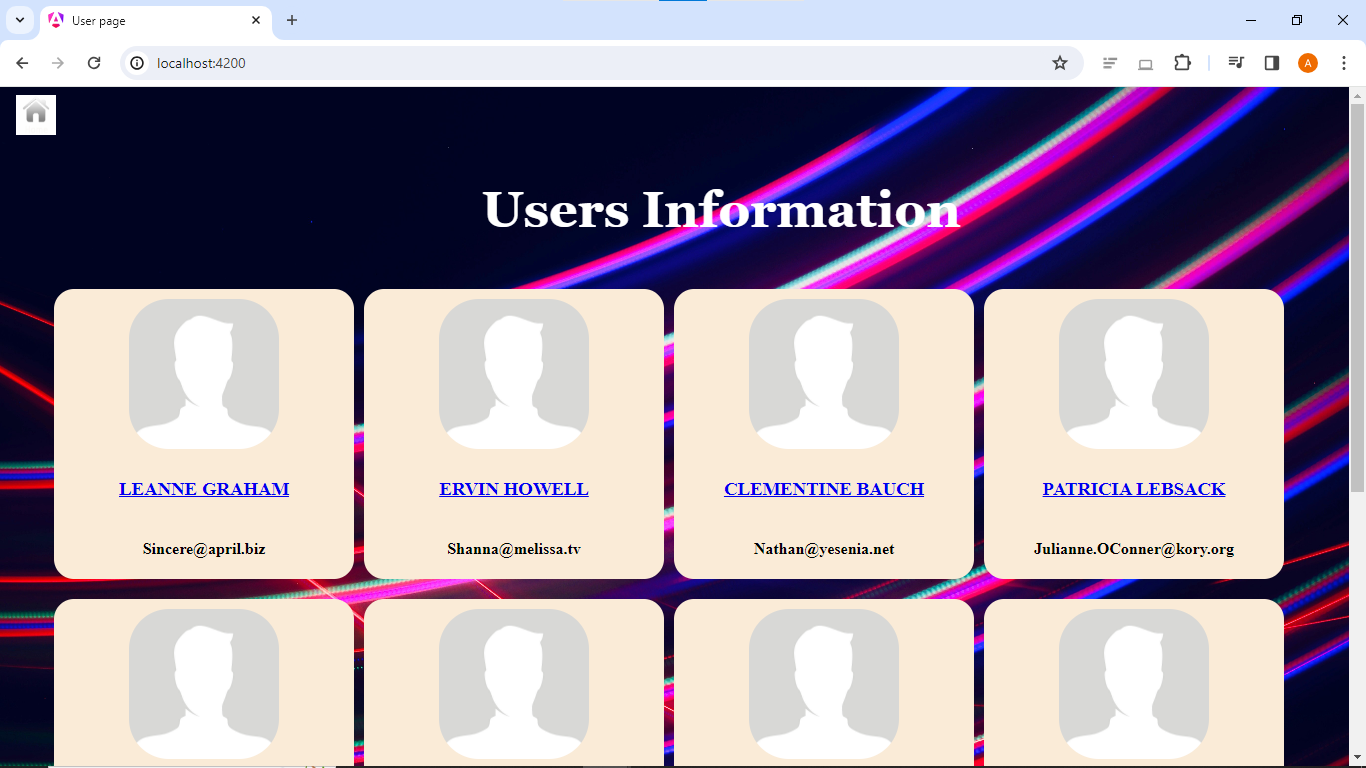 User page
localhost:4200
A
Users Information
LEANNE GRAHAM
Sincere@april.biz
ERVIN HOWELL
Shanna@melissa.tv
CLEMENTINE BAUCH
Nathan@yesenia.net
PATRICIA LEBSACK
Julianne.OConner@kory.org